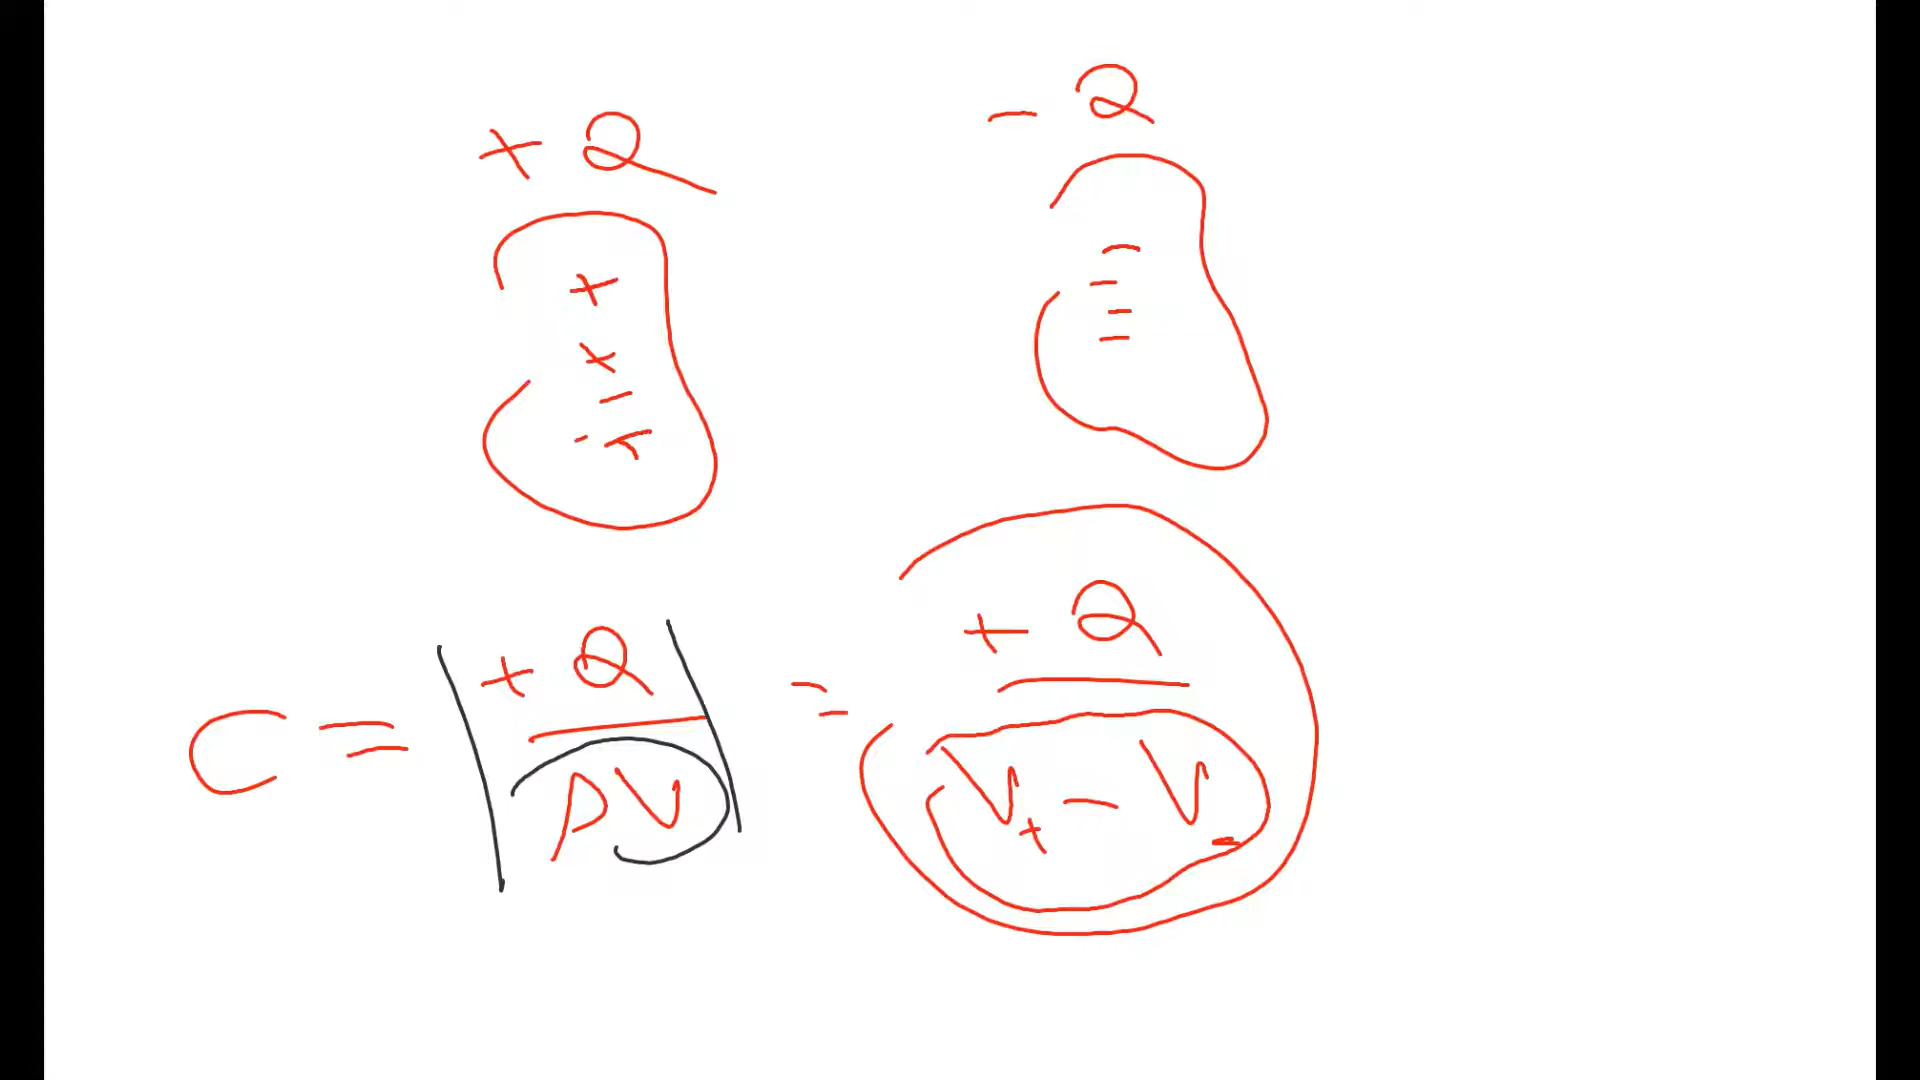 + Q
- Q
+
+
+
-
-
-
-
C = | + Q / ΔV | = + Q / V₊ - V₋